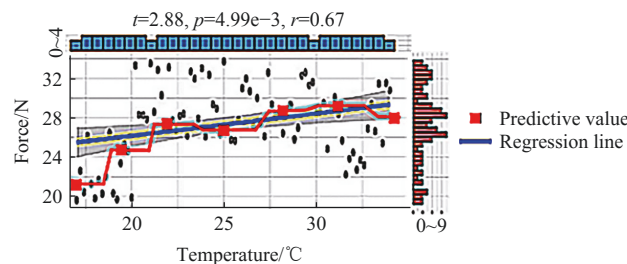 t=2.88, p=4.99e−3, r=0.67
0~4
32
28
24
20
Force/N
20
25
30
Temperature/℃
0~9
Predictive value
Regression line